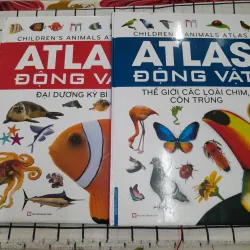 CHILDREN'S ANIMALS ATLAS
ATLAS
ĐỘNG VẬ
ĐẠI DƯƠNG KỲ BÍ
CHILDREN'S ANIMALS ATLAS
ATLAS
ĐỘNG VẬT
THẾ GIỚI CÁC LOÀI CHIM,
CÔN TRÙNG